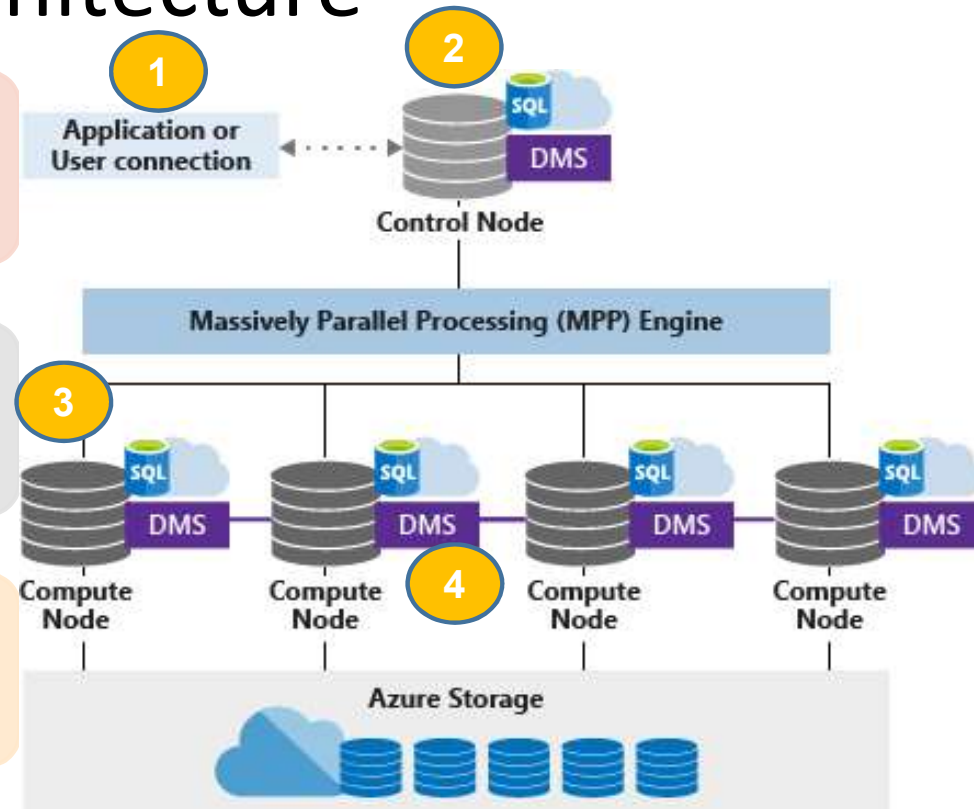 1
2
Application or
User connection
SQL
DMS
Control Node
Massively Parallel Processing (MPP) Engine
3
SQL
SQL
SQL
SQL
DMS
DMS
DMS
DMS
4
Compute
Node
Compute
Node
Compute
Node
Compute
Node
Azure Storage